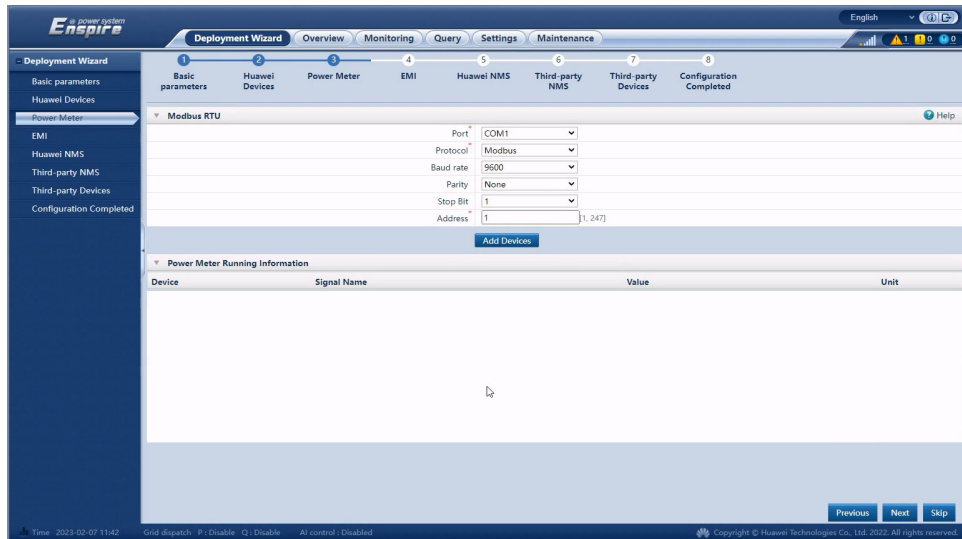 Enspire power system
English
Deployment Wizard Overview Monitoring Query Settings Maintenance
1 0 0
Deployment Wizard
Basic parameters
Huawei Devices
Power Meter
EMI
Huawei NMS
Third-party NMS
Third-party Devices
Configuration Completed
1 2 3 4 5 6 7 8
Basic parameters Huawei Devices Power Meter EMI Huawei NMS Third-party NMS Third-party Devices Configuration Completed
Modbus RTU Help
Port* COM1
Protocol* Modbus
Baud rate 9600
Parity None
Stop Bit 1
Address* 1 [1, 247]
Add Devices
Power Meter Running Information
Device Signal Name Value Unit
Previous Next Skip
Time 2023-02-07 11:42 Grid dispatch P : Disable Q : Disable AI control : Disabled Copyright © Huawei Technologies Co., Ltd. 2022. All rights reserved.